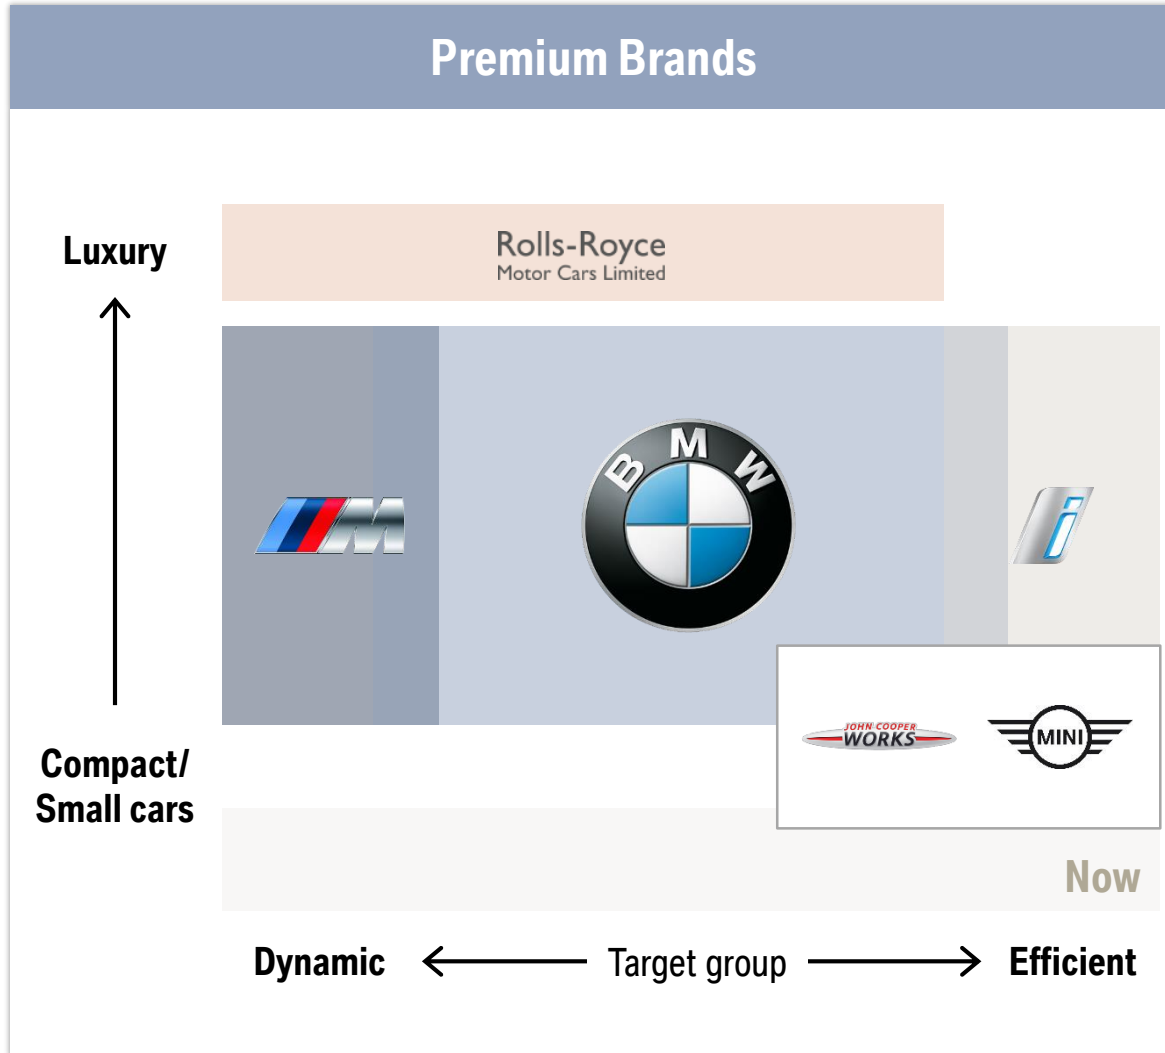 Premium Brands
Luxury
Rolls-Royce
Motor Cars Limited
M
BMW
i
JOHN COOPER
WORKS
MINI
Compact/
Small cars
Now
Dynamic
Target group
Efficient